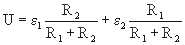 U = ε₁ R₂/(R₁ + R₂) + ε₂ R₁/(R₁ + R₂)